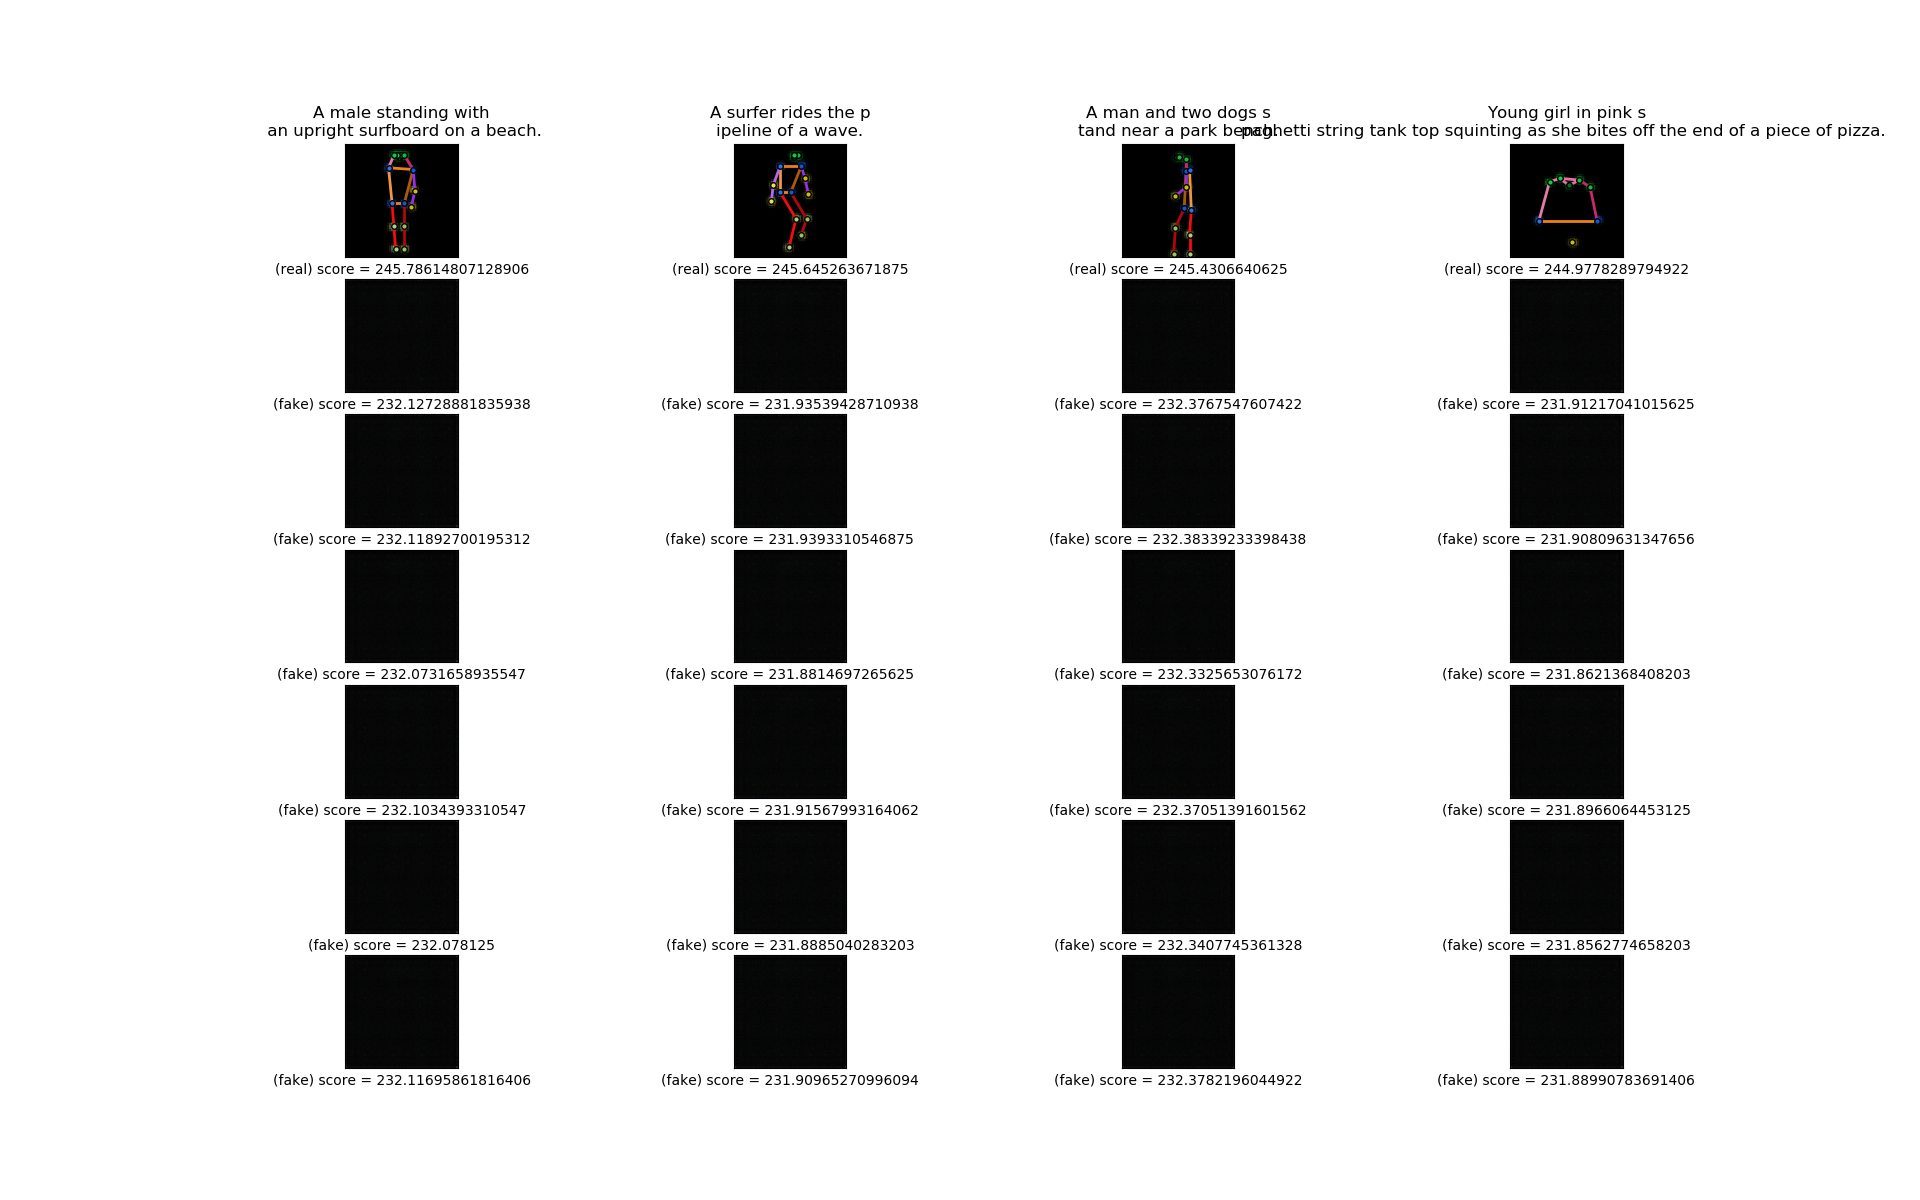 A male standing with
an upright surfboard on a beach.
A surfer rides the p
ipeline of a wave.
A man and two dogs s
tand near a park bench.
Young girl in pink s
paghetti string tank top squinting as she bites off the end of a piece of pizza.
(real) score = 245.78614807128906
(real) score = 245.645263671875
(real) score = 245.4306640625
(real) score = 244.9778289794922
(fake) score = 232.12728881835938
(fake) score = 231.93539428710938
(fake) score = 232.3767547607422
(fake) score = 231.91217041015625
(fake) score = 232.11892700195312
(fake) score = 231.9393310546875
(fake) score = 232.38339233398438
(fake) score = 231.90809631347656
(fake) score = 232.0731658935547
(fake) score = 231.8814697265625
(fake) score = 232.3325653076172
(fake) score = 231.8621368408203
(fake) score = 232.1034393310547
(fake) score = 231.91567993164062
(fake) score = 232.37051391601562
(fake) score = 231.8966064453125
(fake) score = 232.078125
(fake) score = 231.8885040283203
(fake) score = 232.3407745361328
(fake) score = 231.8562774658203
(fake) score = 232.11695861816406
(fake) score = 231.90965270996094
(fake) score = 232.3782196044922
(fake) score = 231.88990783691406